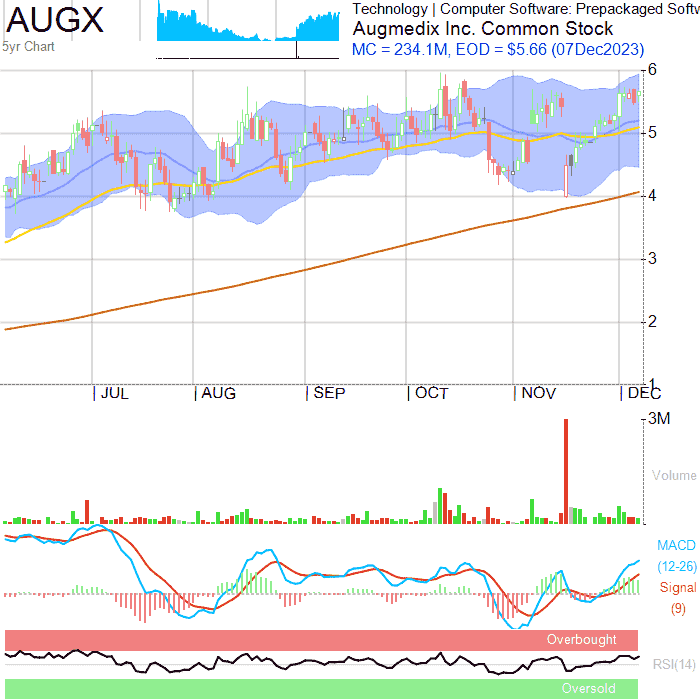 AUGX
5yr Chart
Technology | Computer Software: Prepackaged Softw
Augmedix Inc. Common Stock
MC = 234.1M, EOD = $5.66 (07Dec2023)
6
5
4
3
2
1
JUL AUG SEP OCT NOV DEC
3M
Volume
MACD
(12-26)
Signal
(9)
Overbought
RSI(14)
Oversold